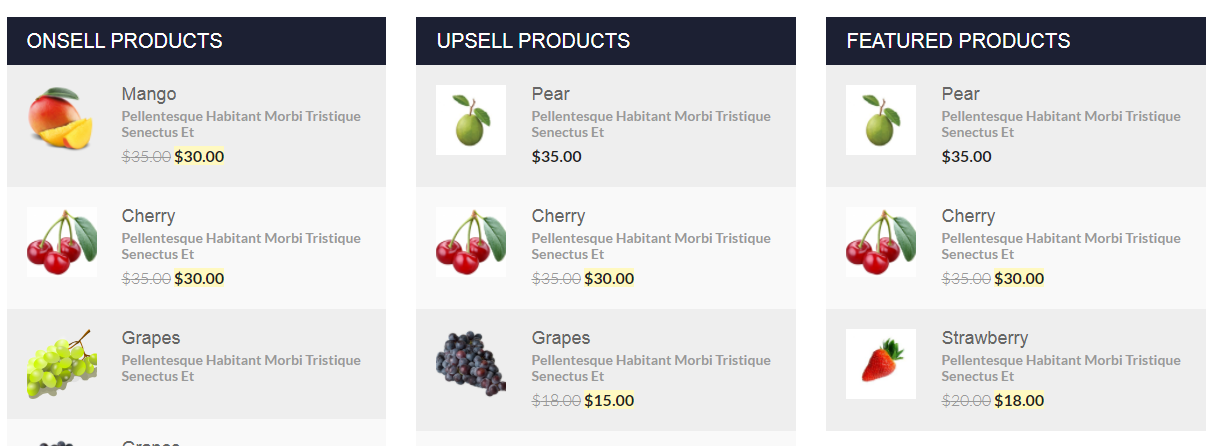 ONSELL PRODUCTS
Mango
Pellentesque Habitant Morbi Tristique
Senectus Et
$35.00 $30.00
Cherry
Pellentesque Habitant Morbi Tristique
Senectus Et
$35.00 $30.00
Grapes
Pellentesque Habitant Morbi Tristique
Senectus Et
Grapes
UPSELL PRODUCTS
Pear
Pellentesque Habitant Morbi Tristique
Senectus Et
$35.00
Cherry
Pellentesque Habitant Morbi Tristique
Senectus Et
$35.00 $30.00
Grapes
Pellentesque Habitant Morbi Tristique
Senectus Et
$18.00 $15.00
FEATURED PRODUCTS
Pear
Pellentesque Habitant Morbi Tristique
Senectus Et
$35.00
Cherry
Pellentesque Habitant Morbi Tristique
Senectus Et
$35.00 $30.00
Strawberry
Pellentesque Habitant Morbi Tristique
Senectus Et
$20.00 $18.00